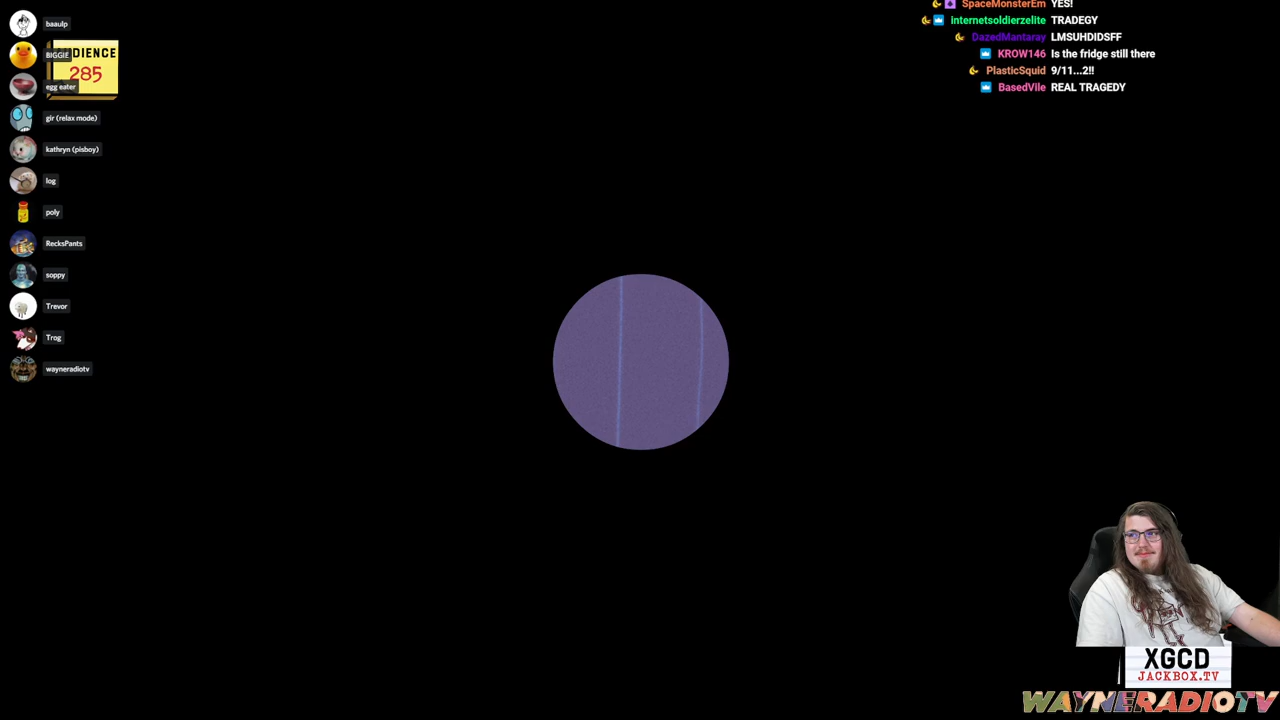 baaulp
BIGGIE
AUDIENCE
285
egg eater
gir (relax mode)
kathryn (pisboy)
log
poly
RecksPants
soppy
Trevor
Trog
wayneradiotv
SpaceMonsterEm YES!
internetsoldierzelite TRADEGY
DazedMantaray LMSUHDIDSFF
KROW146 Is the fridge still there
PlasticSquid 9/11...2!!
BasedVile REAL TRAGEDY
XGCD
JACKBOX.TV
WAYNERADIOTV